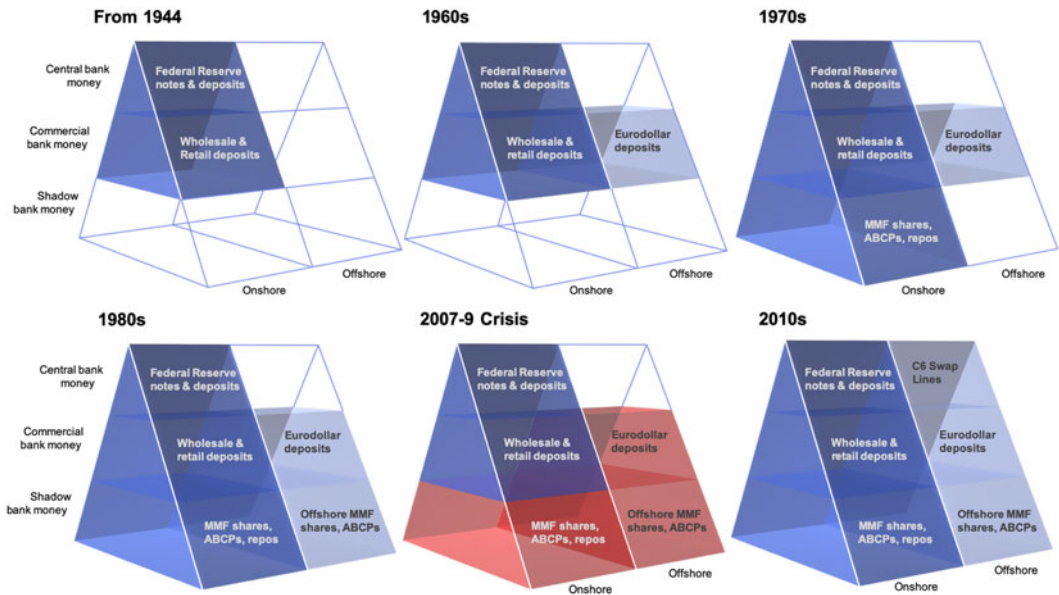 From 1944
Central bank
money
Commercial
bank money
Shadow
bank money
Federal Reserve
notes & deposits
Wholesale &
Retail deposits
Onshore
Offshore
1960s
Federal Reserve
notes & deposits
Wholesale &
retail deposits
Eurodollar
deposits
Onshore
Offshore
1970s
Federal Reserve
notes & deposits
Wholesale &
retail deposits
Eurodollar
deposits
MMF shares,
ABCPs, repos
Onshore
Offshore
1980s
Central bank
money
Commercial
bank money
Shadow
bank money
Federal Reserve
notes & deposits
Wholesale &
retail deposits
Eurodollar
deposits
MMF shares,
ABCPs, repos
Offshore MMF
shares, ABCPs
2007-9 Crisis
Federal Reserve
notes & deposits
Wholesale &
retail deposits
Eurodollar
deposits
MMF shares,
ABCPs, repos
Offshore MMF
shares, ABCPs
Onshore
Offshore
2010s
Federal Reserve
notes & deposits
C6 Swap
Lines
Wholesale &
retail deposits
Eurodollar
deposits
MMF shares,
ABCPs, repos
Offshore MMF
shares, ABCPs
Onshore
Offshore